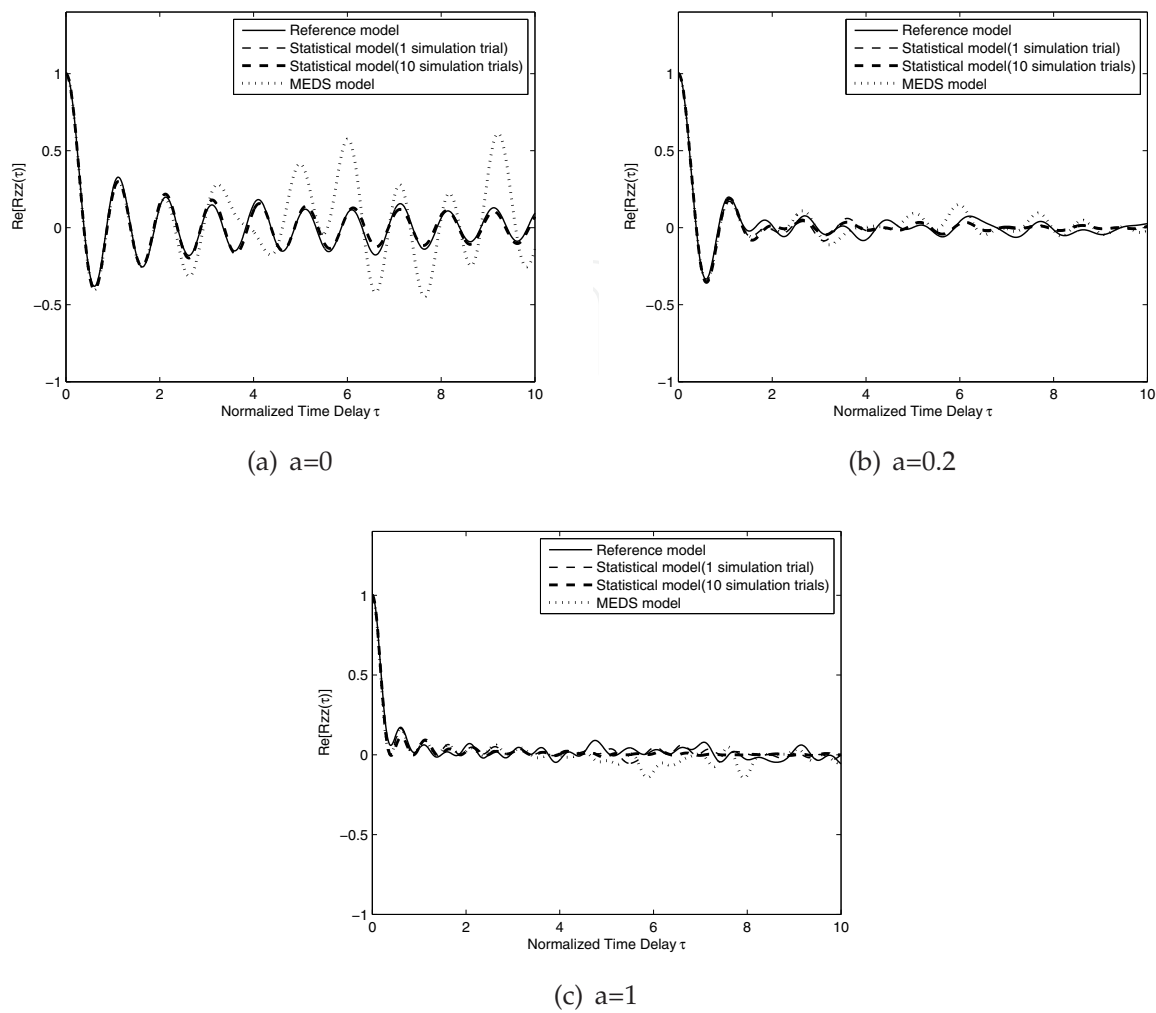 Reference model
Statistical model(1 simulation trial)
Statistical model(10 simulation trials)
MEDS model
1
0.5
0
−0.5
−1
Re[Rzz(τ)]
0 2 4 6 8 10
Normalized Time Delay τ
(a) a=0
Reference model
Statistical model(1 simulation trial)
Statistical model(10 simulation trials)
MEDS model
1
0.5
0
−0.5
−1
Re[Rzz(τ)]
0 2 4 6 8 10
Normalized Time Delay τ
(b) a=0.2
Reference model
Statistical model(1 simulation trial)
Statistical model(10 simulation trials)
MEDS model
1
0.5
0
−0.5
−1
Re[Rzz(τ)]
0 2 4 6 8 10
Normalized Time Delay τ
(c) a=1